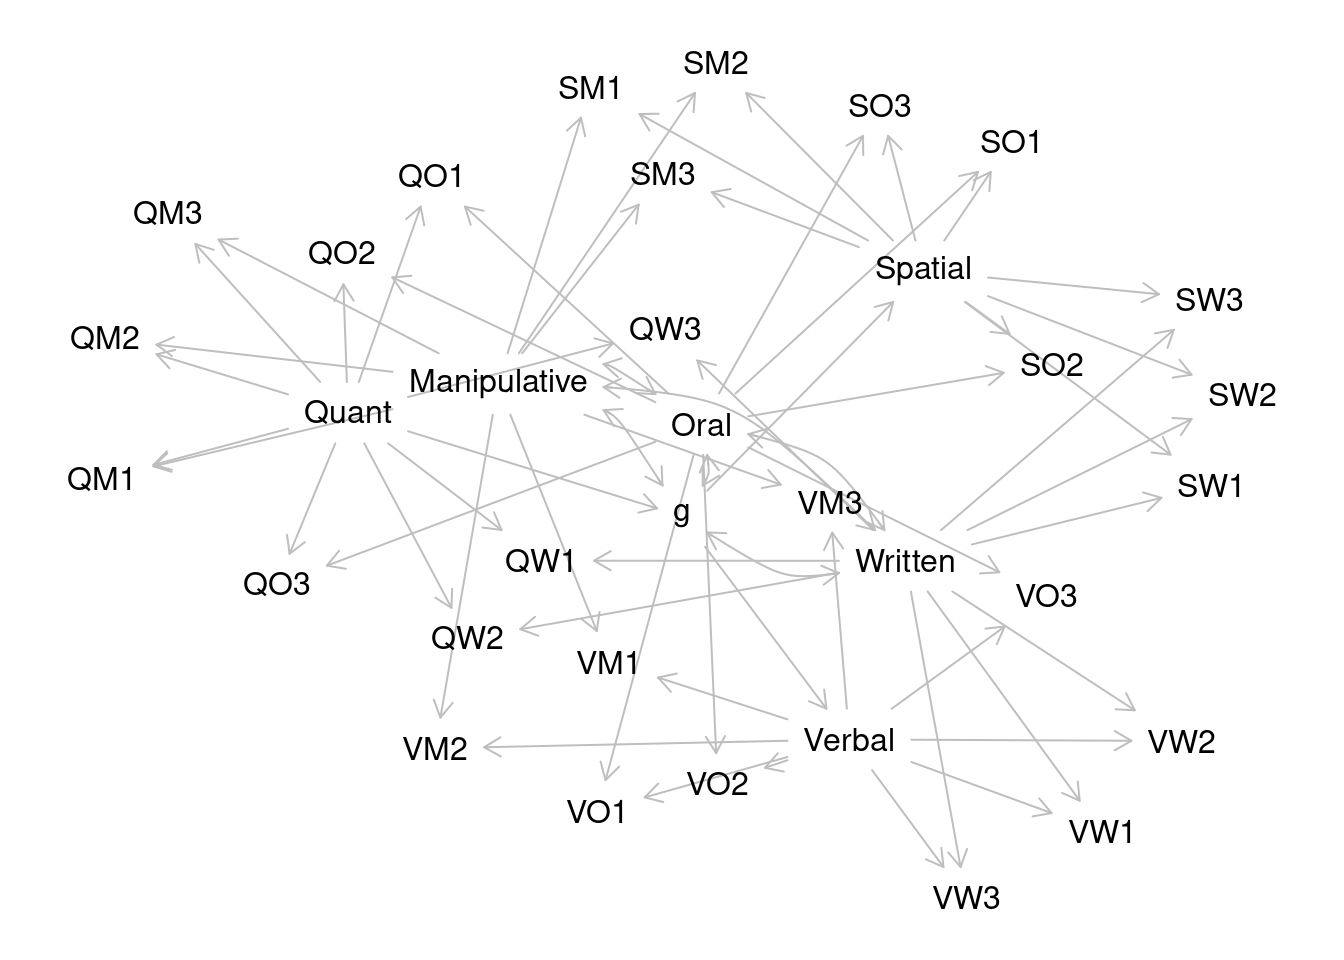 SM2
SM1
SO3
SO1
QO1
SM3
QM3
QO2
Spatial
SW3
QM2
QW3
SO2
Manipulative
SW2
Quant
Oral
QM1
SW1
g
VM3
QW1
Written
QO3
VO3
QW2
VM1
VM2
Verbal
VW2
VO2
VO1
VW1
VW3